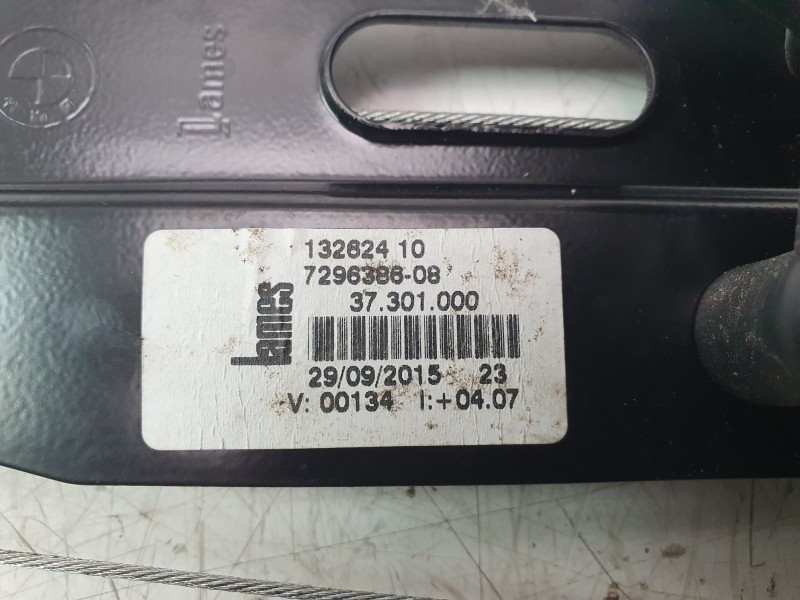 Lames
132624 10
7296386-08
Lames
37.301.000
29/09/2015 23
V: 00134 I:+04.07